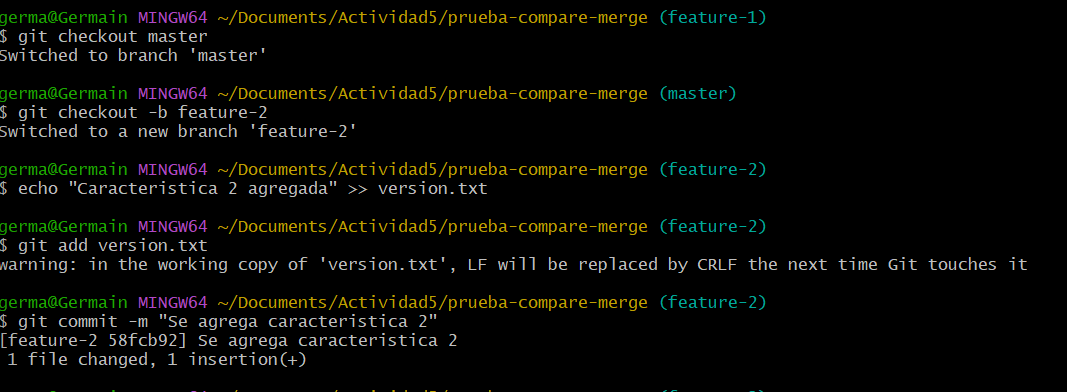 germa@Germain MINGW64 ~/Documents/Actividad5/prueba-compare-merge (feature-1)
$ git checkout master
Switched to branch 'master'
germa@Germain MINGW64 ~/Documents/Actividad5/prueba-compare-merge (master)
$ git checkout -b feature-2
Switched to a new branch 'feature-2'
germa@Germain MINGW64 ~/Documents/Actividad5/prueba-compare-merge (feature-2)
$ echo "Caracteristica 2 agregada" >> version.txt
germa@Germain MINGW64 ~/Documents/Actividad5/prueba-compare-merge (feature-2)
$ git add version.txt
warning: in the working copy of 'version.txt', LF will be replaced by CRLF the next time Git touches it
germa@Germain MINGW64 ~/Documents/Actividad5/prueba-compare-merge (feature-2)
$ git commit -m "Se agrega caracteristica 2"
[feature-2 58fcb92] Se agrega caracteristica 2
1 file changed, 1 insertion(+)